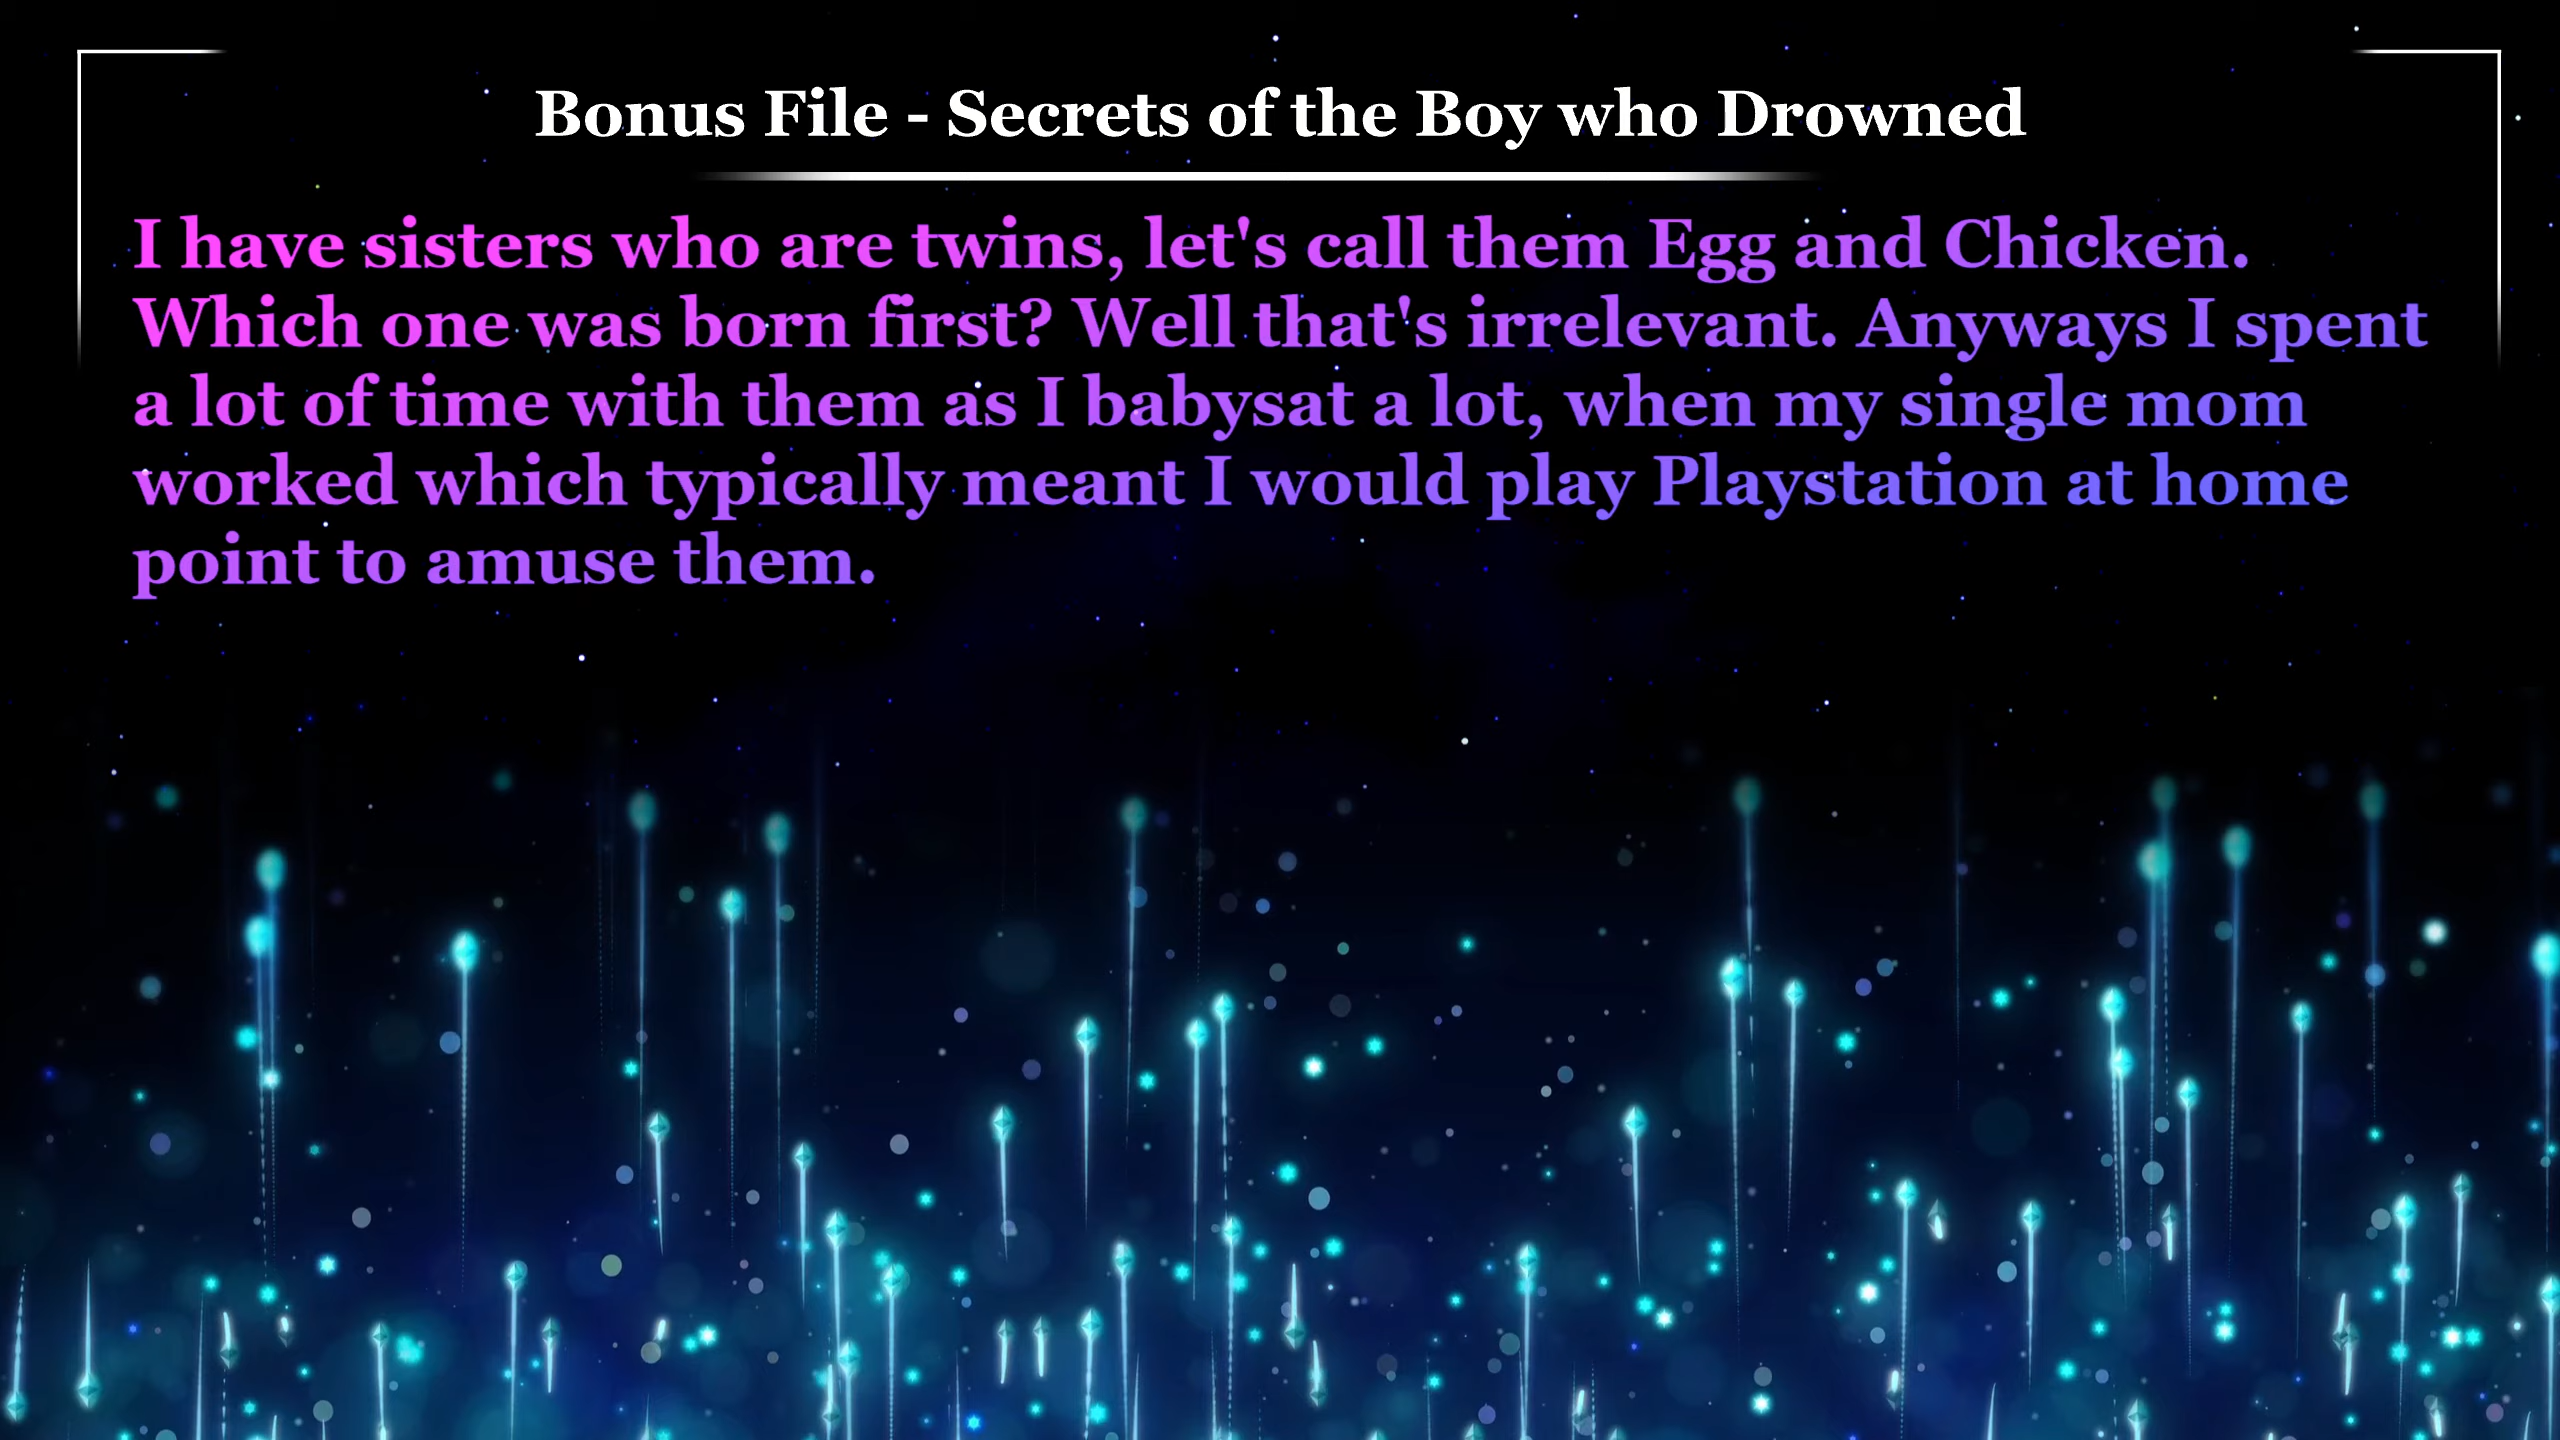 Bonus File - Secrets of the Boy who Drowned
I have sisters who are twins, let's call them Egg and Chicken.
Which one was born first? Well that's irrelevant. Anyways I spent
a lot of time with them as I babysat a lot, when my single mom
worked which typically meant I would play Playstation at home
point to amuse them.